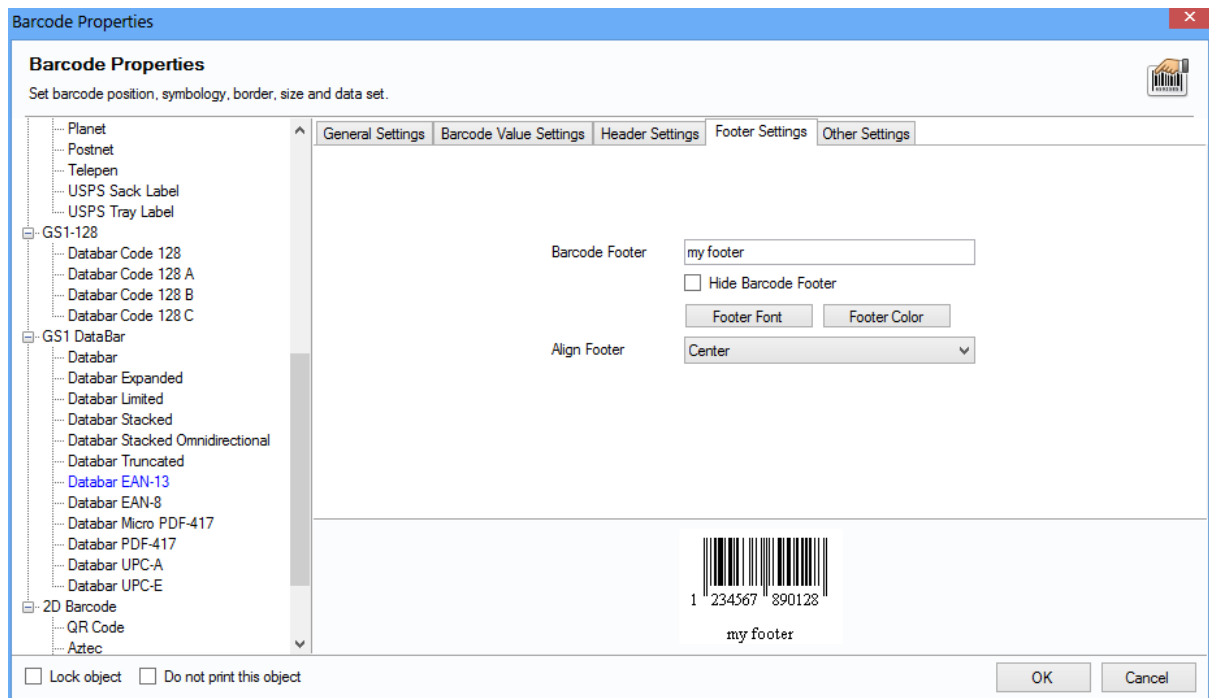 Barcode Properties
Barcode Properties
Set barcode position, symbology, border, size and data set.
Planet
Postnet
Telepen
USPS Sack Label
USPS Tray Label
GS1-128
Databar Code 128
Databar Code 128 A
Databar Code 128 B
Databar Code 128 C
GS1 DataBar
Databar
Databar Expanded
Databar Limited
Databar Stacked
Databar Stacked Omnidirectional
Databar Truncated
Databar EAN-13
Databar EAN-8
Databar Micro PDF-417
Databar PDF-417
Databar UPC-A
Databar UPC-E
2D Barcode
QR Code
Aztec
General Settings Barcode Value Settings Header Settings Footer Settings Other Settings
Barcode Footer my footer
Hide Barcode Footer
Footer Font Footer Color
Align Footer Center
1 234567 890128
my footer
Lock object Do not print this object OK Cancel